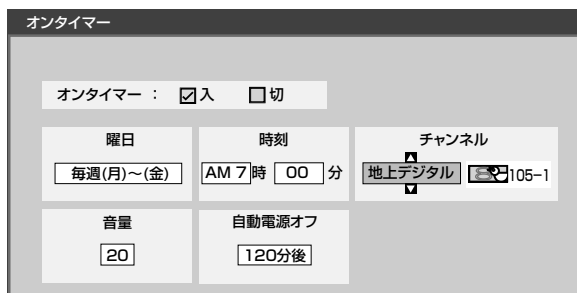 オンタイマー
オンタイマー : 入 切
曜日 時刻 チャンネル
毎週(月)~(金) AM 7時 00 分 地上デジタル 105-1
音量 自動電源オフ
20 120分後